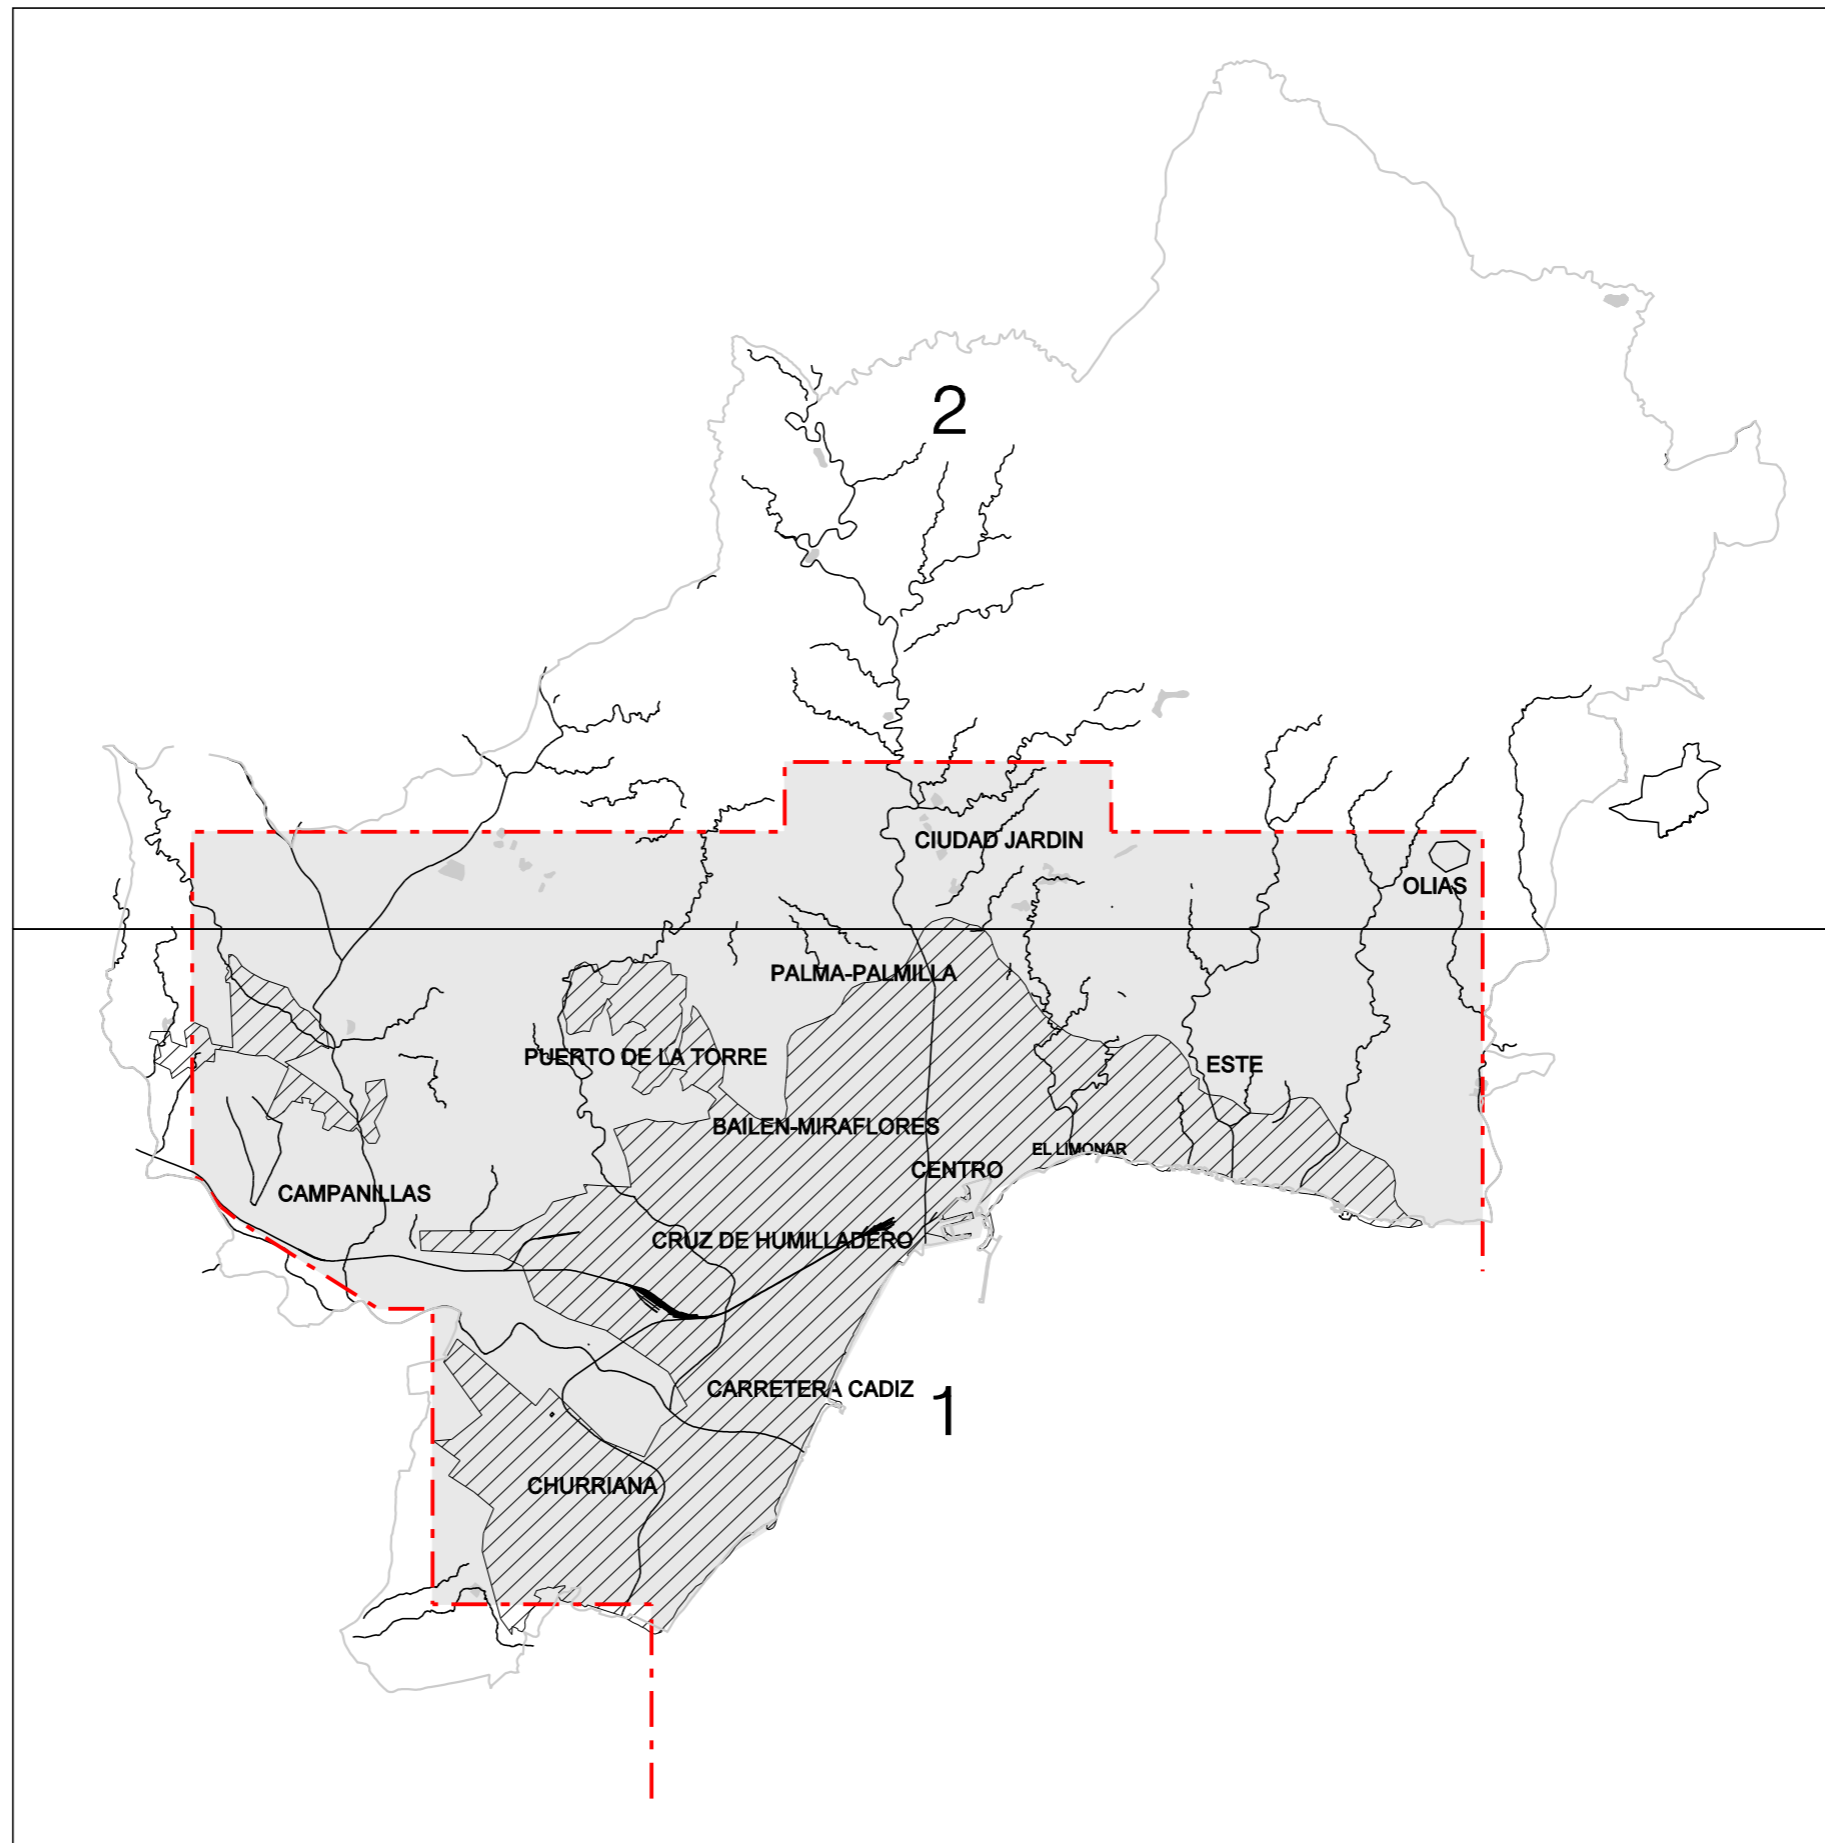 2
CIUDAD JARDIN
OLIAS
PALMA-PALMILLA
PUERTO DE LA TORRE
ESTE
BAILEN-MIRAFLORES
EL LIMONAR
CENTRO
CAMPANILLAS
CRUZ DE HUMILLADERO
CARRETERA CADIZ
1
CHURRIANA